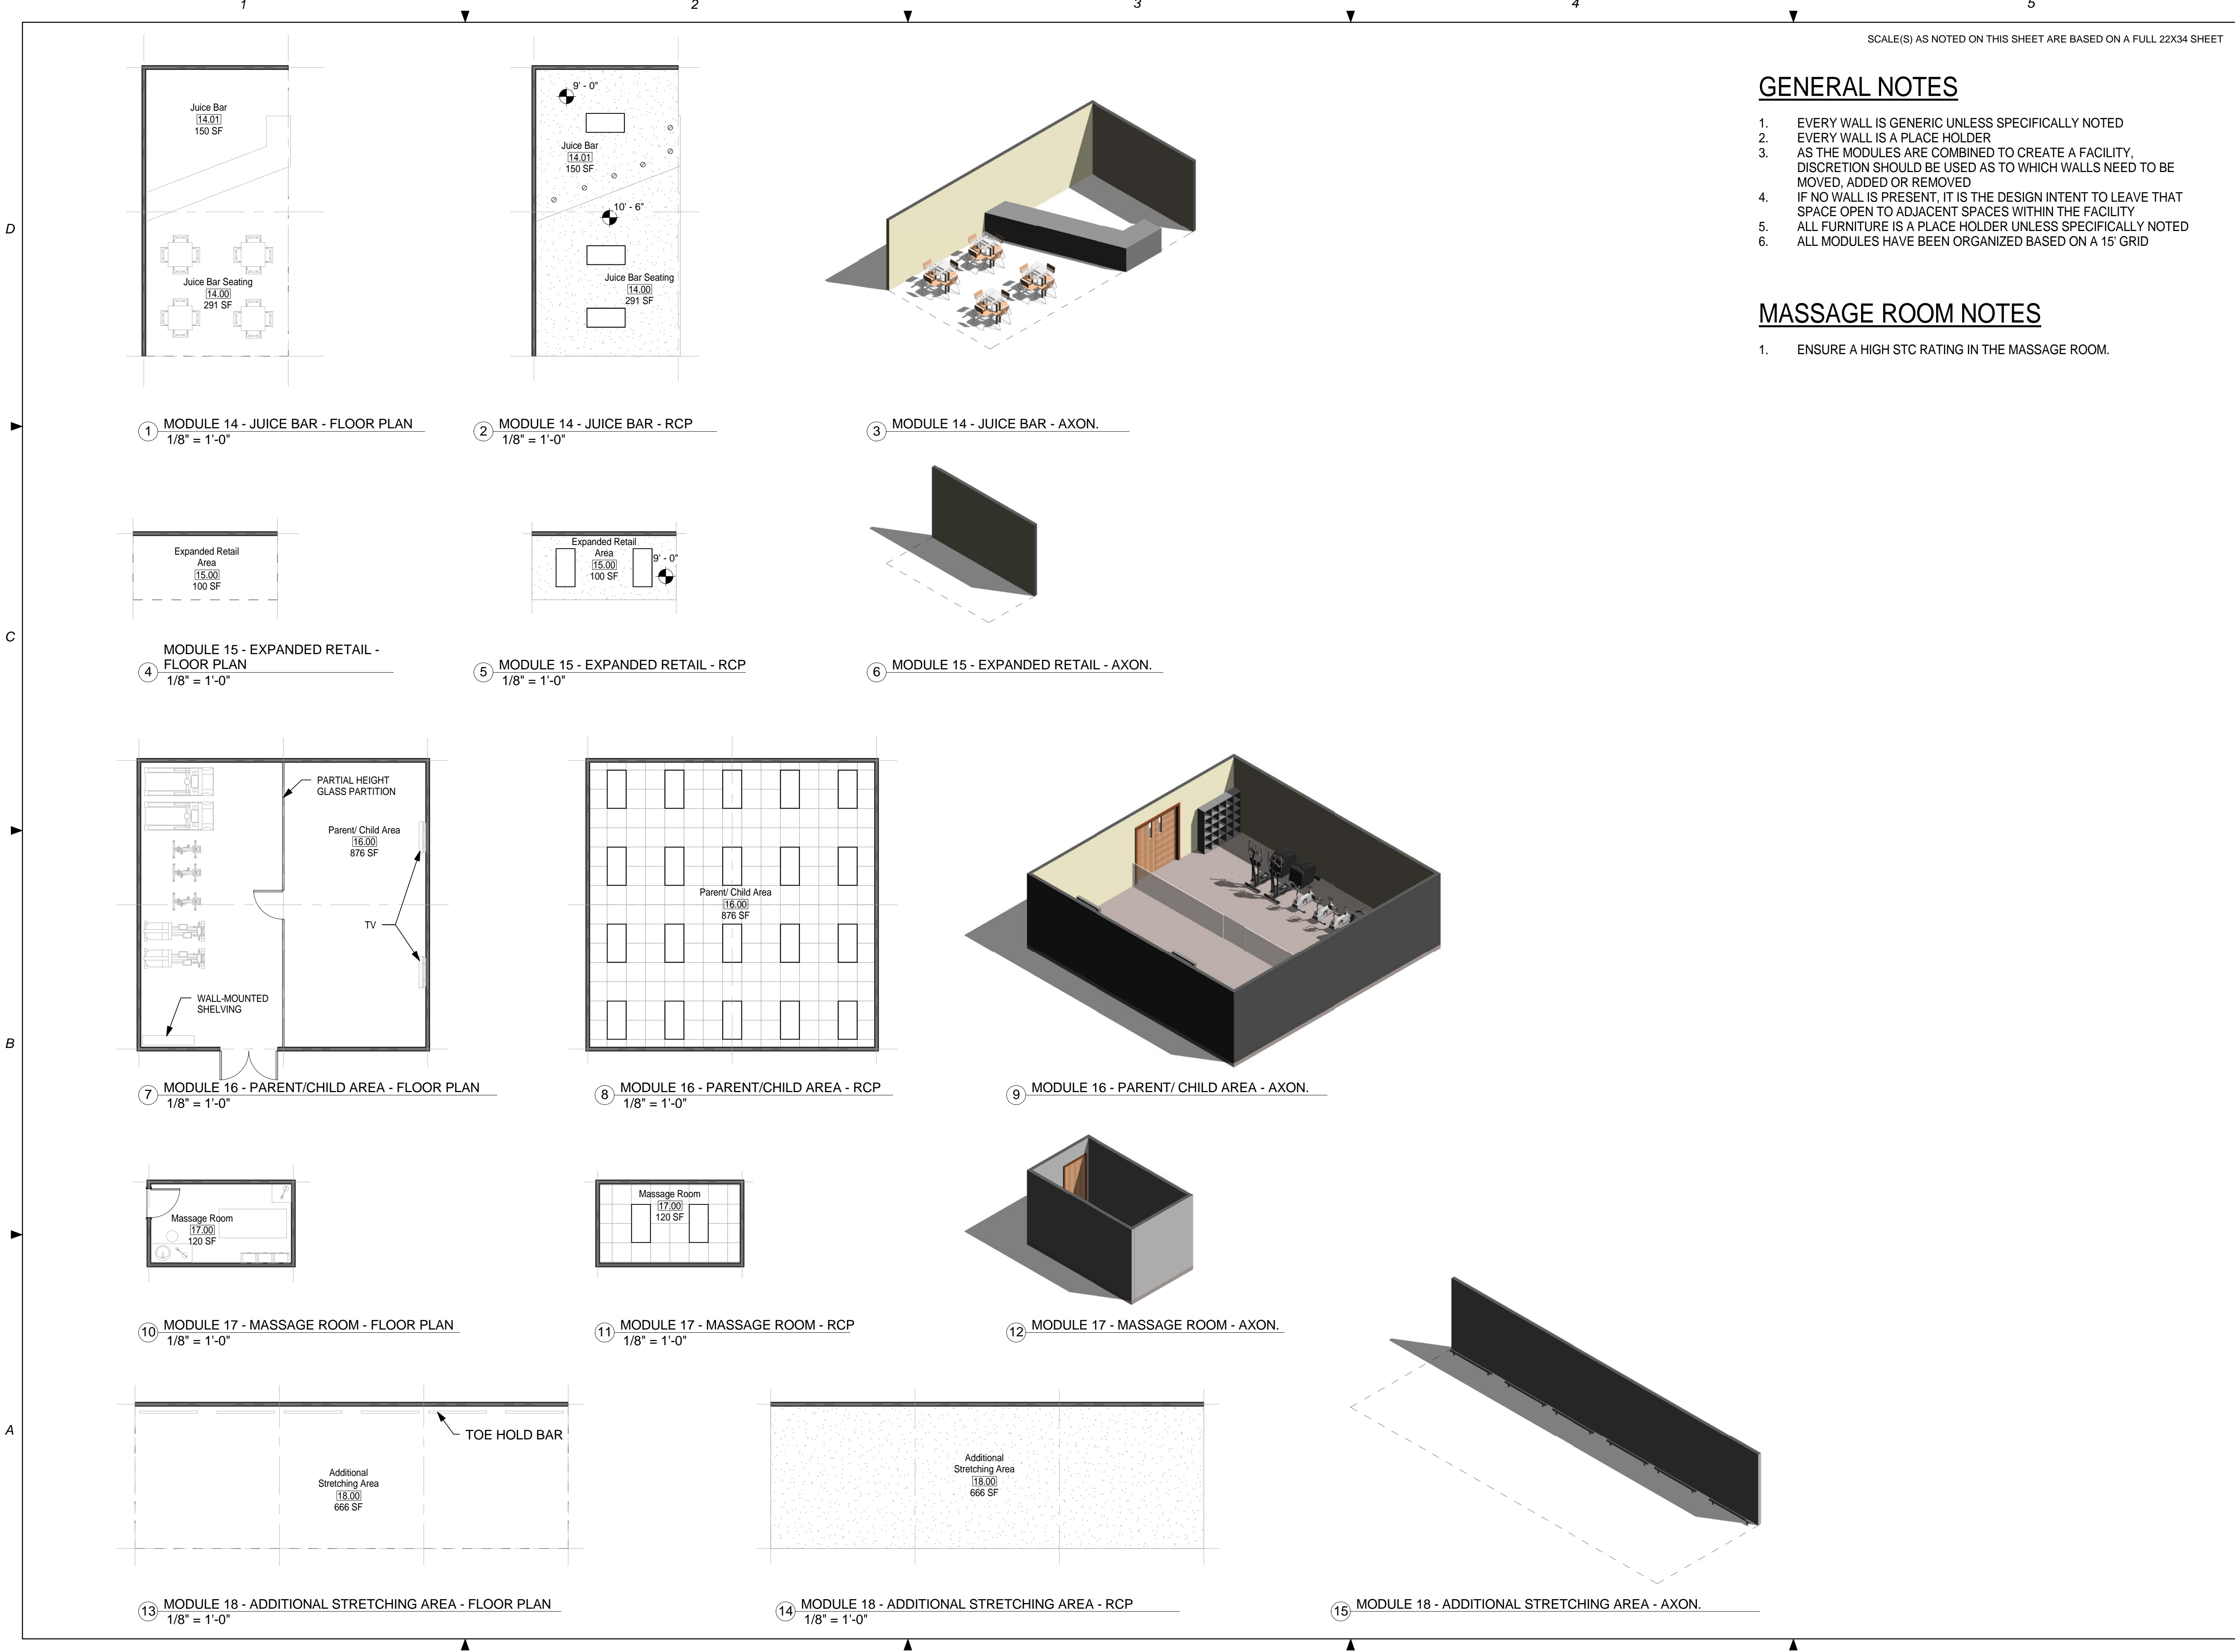 1 2 3 4 5
SCALE(S) AS NOTED ON THIS SHEET ARE BASED ON A FULL 22X34 SHEET
GENERAL NOTES
1. EVERY WALL IS GENERIC UNLESS SPECIFICALLY NOTED
2. EVERY WALL IS A PLACE HOLDER
3. AS THE MODULES ARE COMBINED TO CREATE A FACILITY,
DISCRETION SHOULD BE USED AS TO WHICH WALLS NEED TO BE
MOVED, ADDED OR REMOVED
4. IF NO WALL IS PRESENT, IT IS THE DESIGN INTENT TO LEAVE THAT
SPACE OPEN TO ADJACENT SPACES WITHIN THE FACILITY
5. ALL FURNITURE IS A PLACE HOLDER UNLESS SPECIFICALLY NOTED
6. ALL MODULES HAVE BEEN ORGANIZED BASED ON A 15' GRID
MASSAGE ROOM NOTES
1. ENSURE A HIGH STC RATING IN THE MASSAGE ROOM.
D
Juice Bar
14.01
150 SF
Juice Bar Seating
14.00
291 SF
1 MODULE 14 - JUICE BAR - FLOOR PLAN
1/8" = 1'-0"
9' - 0"
Juice Bar
14.01
150 SF
10' - 6"
Juice Bar Seating
14.00
291 SF
2 MODULE 14 - JUICE BAR - RCP
1/8" = 1'-0"
3 MODULE 14 - JUICE BAR - AXON.
C
Expanded Retail
Area
15.00
100 SF
4 MODULE 15 - EXPANDED RETAIL -
FLOOR PLAN
1/8" = 1'-0"
Expanded Retail
Area
15.00
100 SF
9' - 0"
5 MODULE 15 - EXPANDED RETAIL - RCP
1/8" = 1'-0"
6 MODULE 15 - EXPANDED RETAIL - AXON.
B
PARTIAL HEIGHT
GLASS PARTITION
Parent/ Child Area
16.00
876 SF
TV
WALL-MOUNTED
SHELVING
7 MODULE 16 - PARENT/CHILD AREA - FLOOR PLAN
1/8" = 1'-0"
Parent/ Child Area
16.00
876 SF
8 MODULE 16 - PARENT/CHILD AREA - RCP
1/8" = 1'-0"
9 MODULE 16 - PARENT/ CHILD AREA - AXON.
Massage Room
17.00
120 SF
10 MODULE 17 - MASSAGE ROOM - FLOOR PLAN
1/8" = 1'-0"
Massage Room
17.00
120 SF
11 MODULE 17 - MASSAGE ROOM - RCP
1/8" = 1'-0"
12 MODULE 17 - MASSAGE ROOM - AXON.
A
TOE HOLD BAR
Additional
Stretching Area
18.00
666 SF
13 MODULE 18 - ADDITIONAL STRETCHING AREA - FLOOR PLAN
1/8" = 1'-0"
Additional
Stretching Area
18.00
666 SF
14 MODULE 18 - ADDITIONAL STRETCHING AREA - RCP
1/8" = 1'-0"
15 MODULE 18 - ADDITIONAL STRETCHING AREA - AXON.